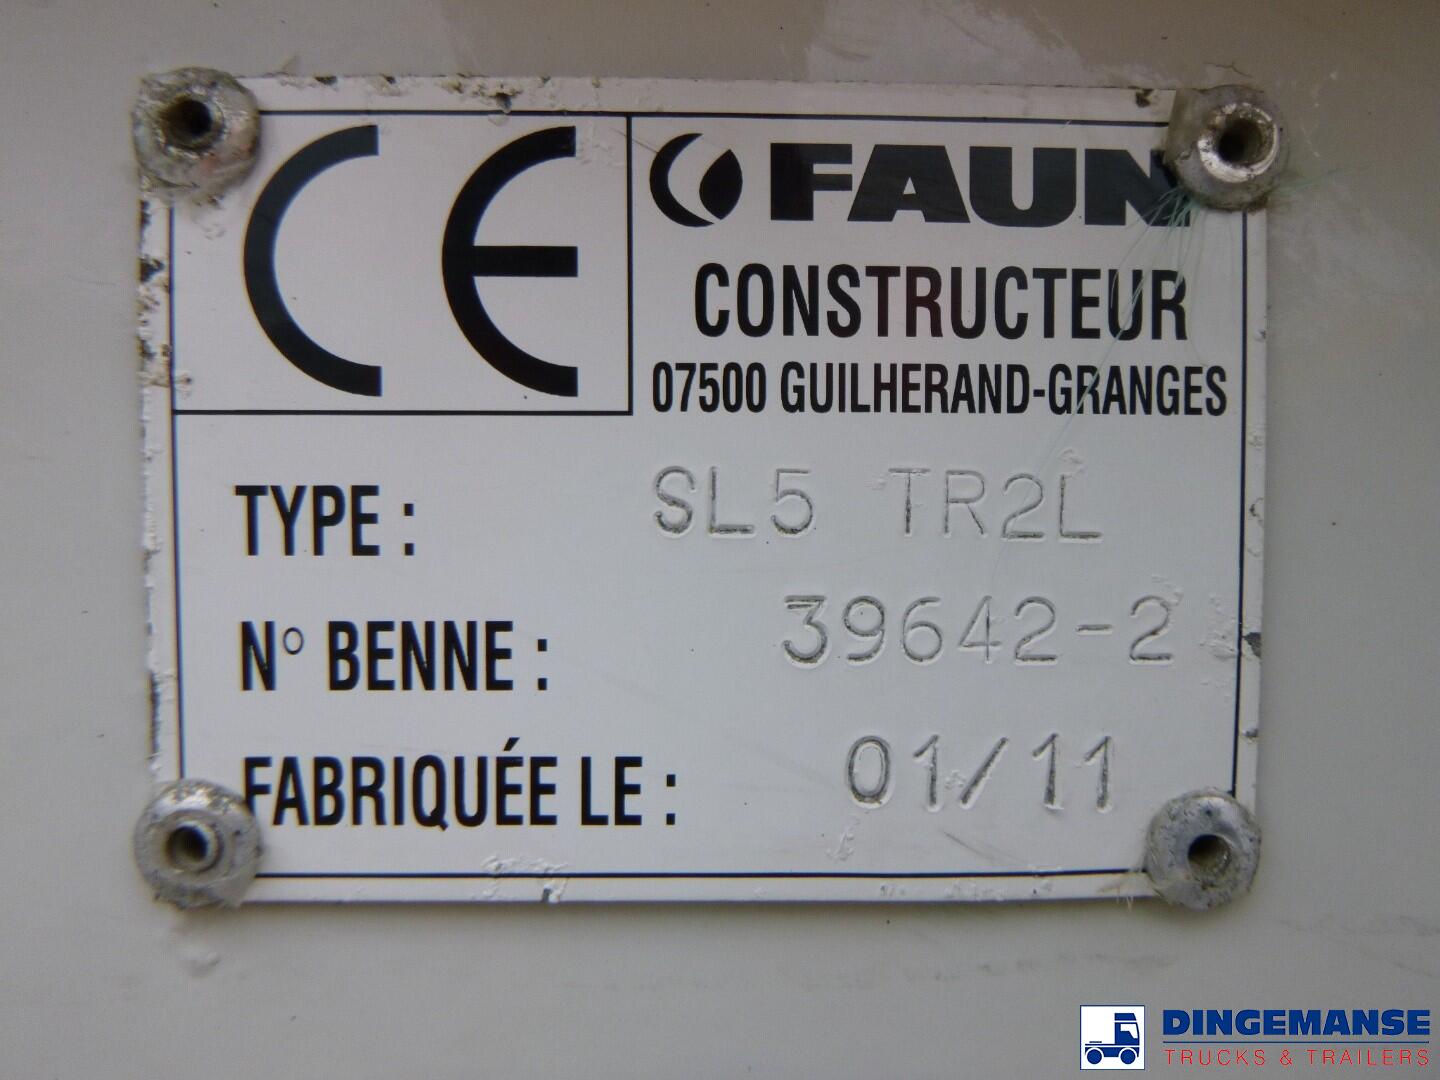 CE
FAUN
CONSTRUCTEUR
07500 GUILHERAND-GRANGES
TYPE : SL5 TR2L
N° BENNE : 39642-2
FABRIQUÉE LE : 01/11
DINGEMANSE
TRUCKS & TRAILERS